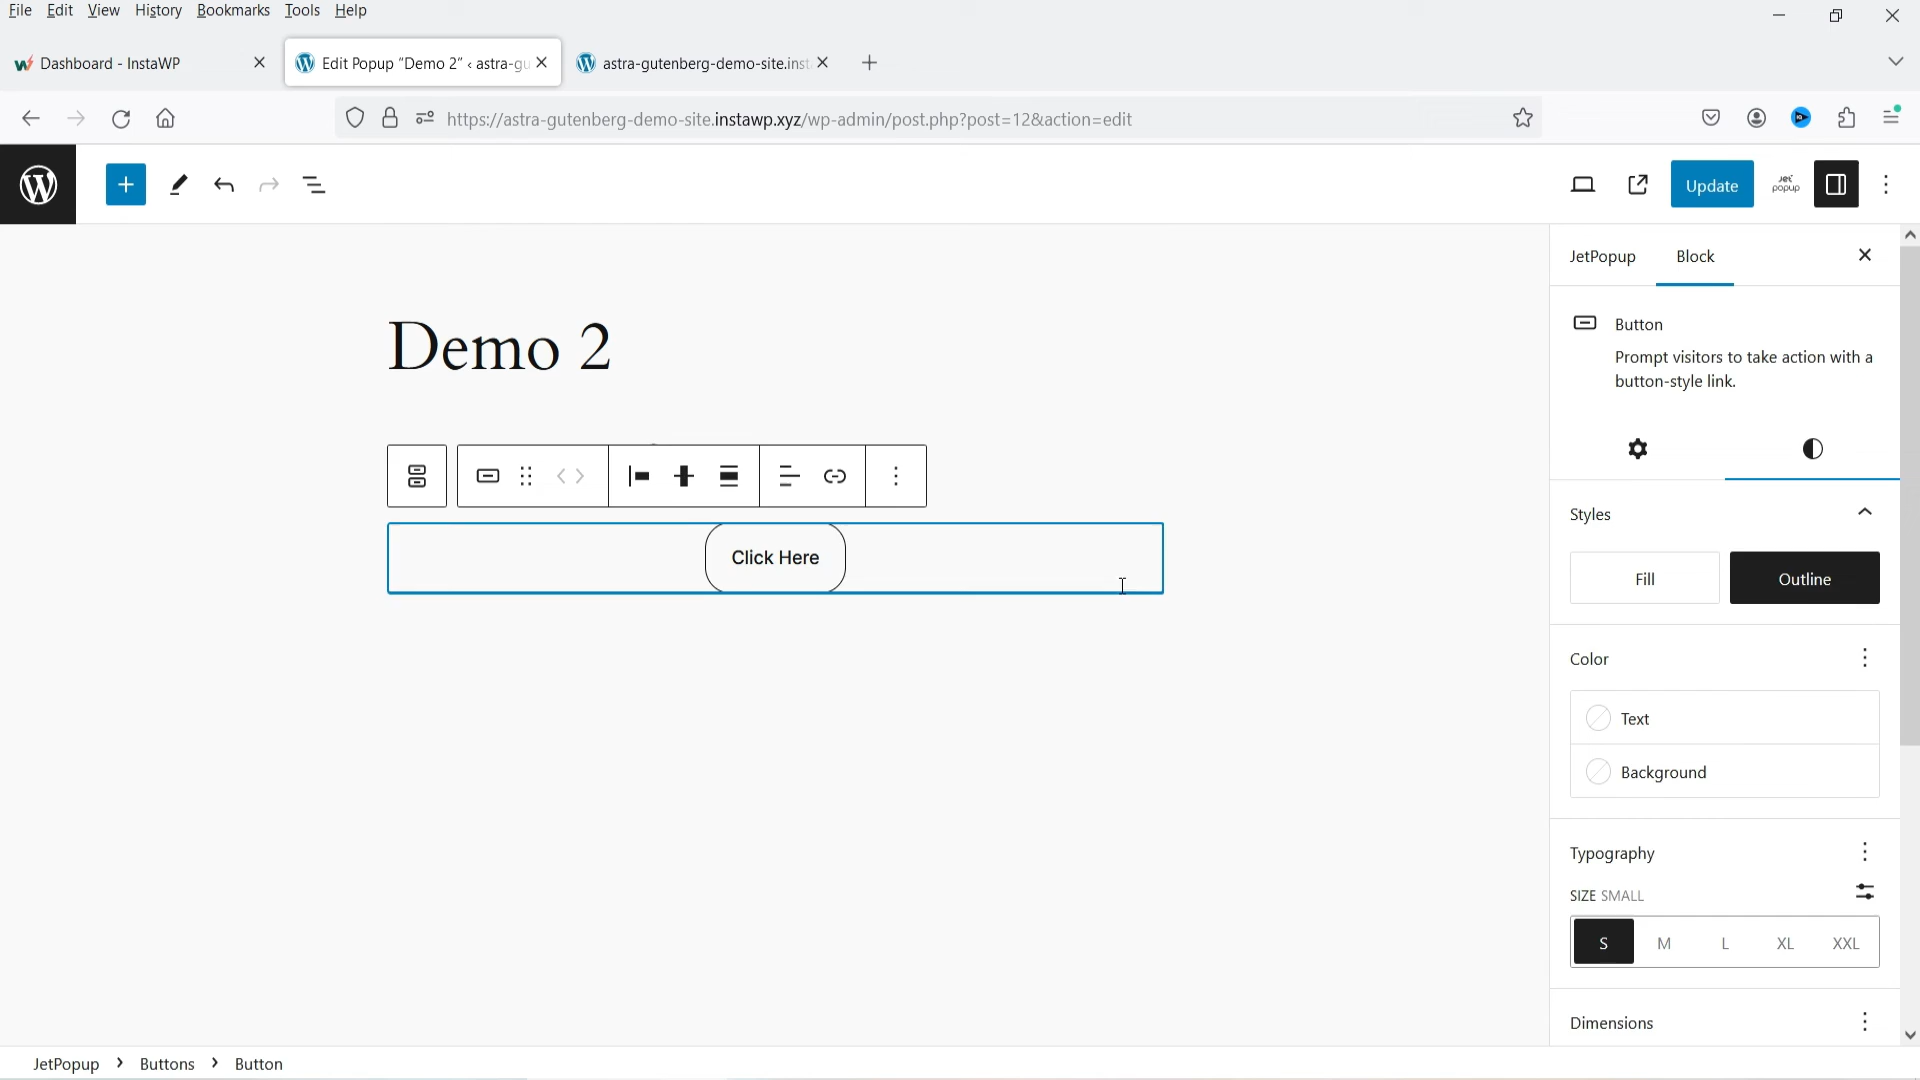 File Edit View History Bookmarks Tools Help
Dashboard - InstaWP
Edit Popup "Demo 2" ‹ astra-gu
astra-gutenberg-demo-site.inst
https://astra-gutenberg-demo-site.instawp.xyz/wp-admin/post.php?post=12&action=edit
Update
Jet popup
JetPopup Block
Button
Prompt visitors to take action with a
button-style link.
Demo 2
Click Here
Styles
Fill Outline
Color
Text
Background
Typography
SIZE SMALL
S M L XL XXL
Dimensions
JetPopup > Buttons > Button